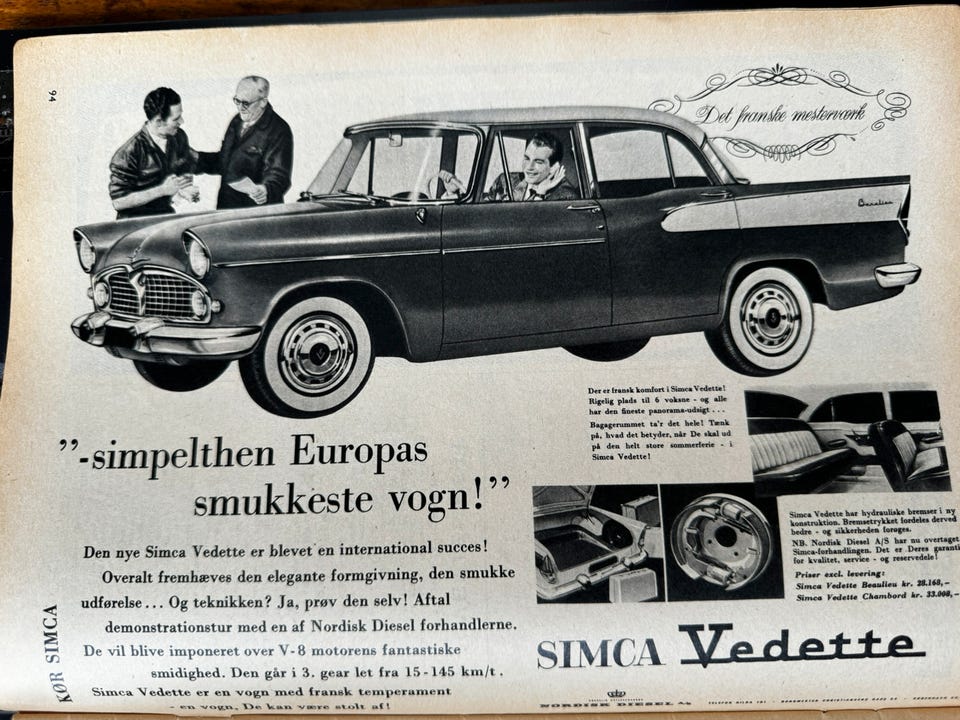 94
Det franske mesterværk
Beaulieu
Der er fransk komfort i Simca Vedette!
Rigelig plads til 6 voksne - og alle
har den fineste panorama-udsigt . . .
Bagagerummet ta'r det hele! Tænk
på, hvad det betyder, når De skal ud
på den helt store sommerferie - i
Simca Vedette!
”-simpelthen Europas
smukkeste vogn!”
Simca Vedette har hydrauliske bremser i ny
konstruktion. Bremsetrykket fordeles derved
bedre - og sikkerheden forøges.
NB. Nordisk Diesel A/S har nu overtaget
Simca-forhandlingen. Det er Deres garanti
for kvalitet, service - og reservedele!
Priser excl. levering:
Simca Vedette Beaulieu kr. 28.168,-
Simca Vedette Chambord kr. 33.008,-
Den nye Simca Vedette er blevet en international succes!
Overalt fremhæves den elegante formgivning, den smukke
udførelse... Og teknikken? Ja, prøv den selv! Aftal
demonstrationstur med en af Nordisk Diesel forhandlerne.
De vil blive imponeret over V-8 motorens fantastiske
smidighed. Den går i 3. gear let fra 15-145 km/t.
Simca Vedette er en vogn med fransk temperament
- en vogn, De kan være stolt af!
KØR SIMCA
SIMCA Vedette
NORDISK DIESEL A/S